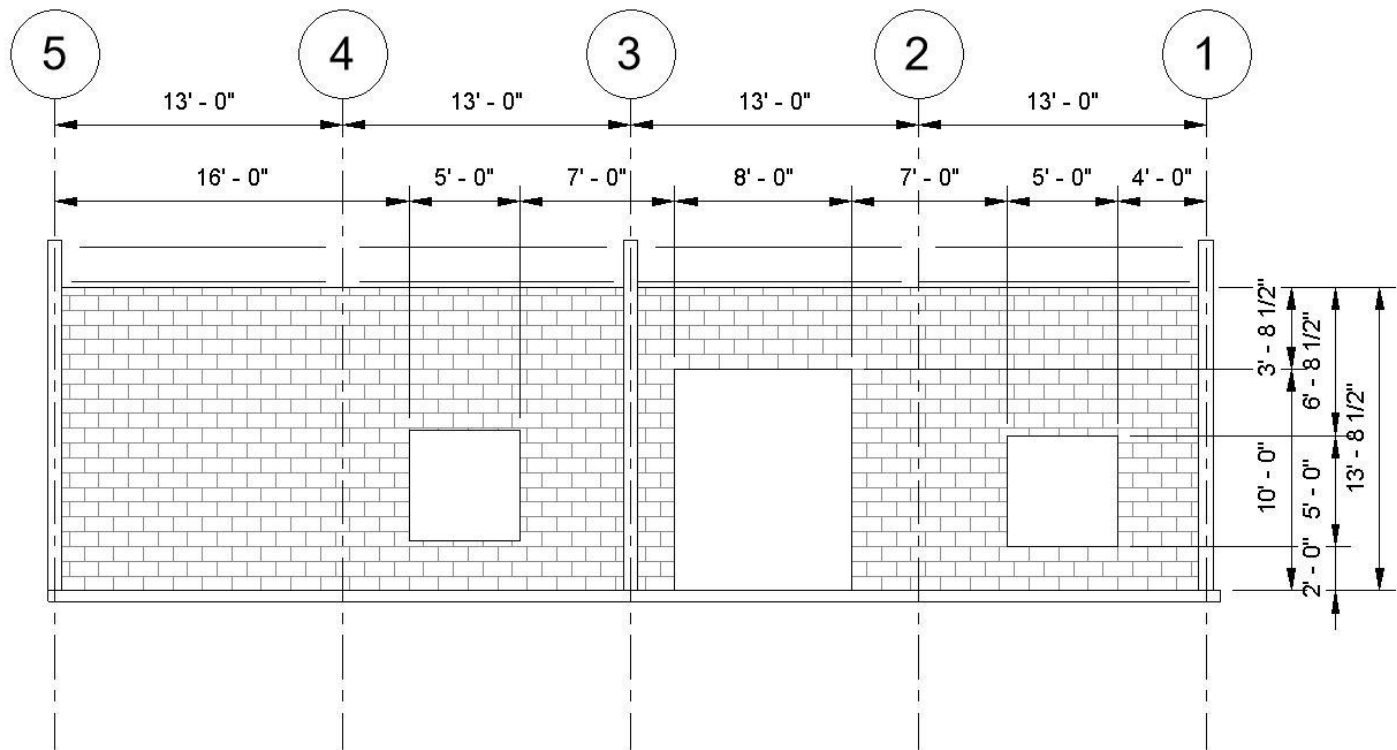 5 4 3 2 1
13' - 0" 13' - 0" 13' - 0" 13' - 0"
16' - 0" 5' - 0" 7' - 0" 8' - 0" 7' - 0" 5' - 0" 4' - 0"
3' - 8 1/2"
10' - 0"
6' - 8 1/2"
5' - 0"
2' - 0"
13' - 8 1/2"